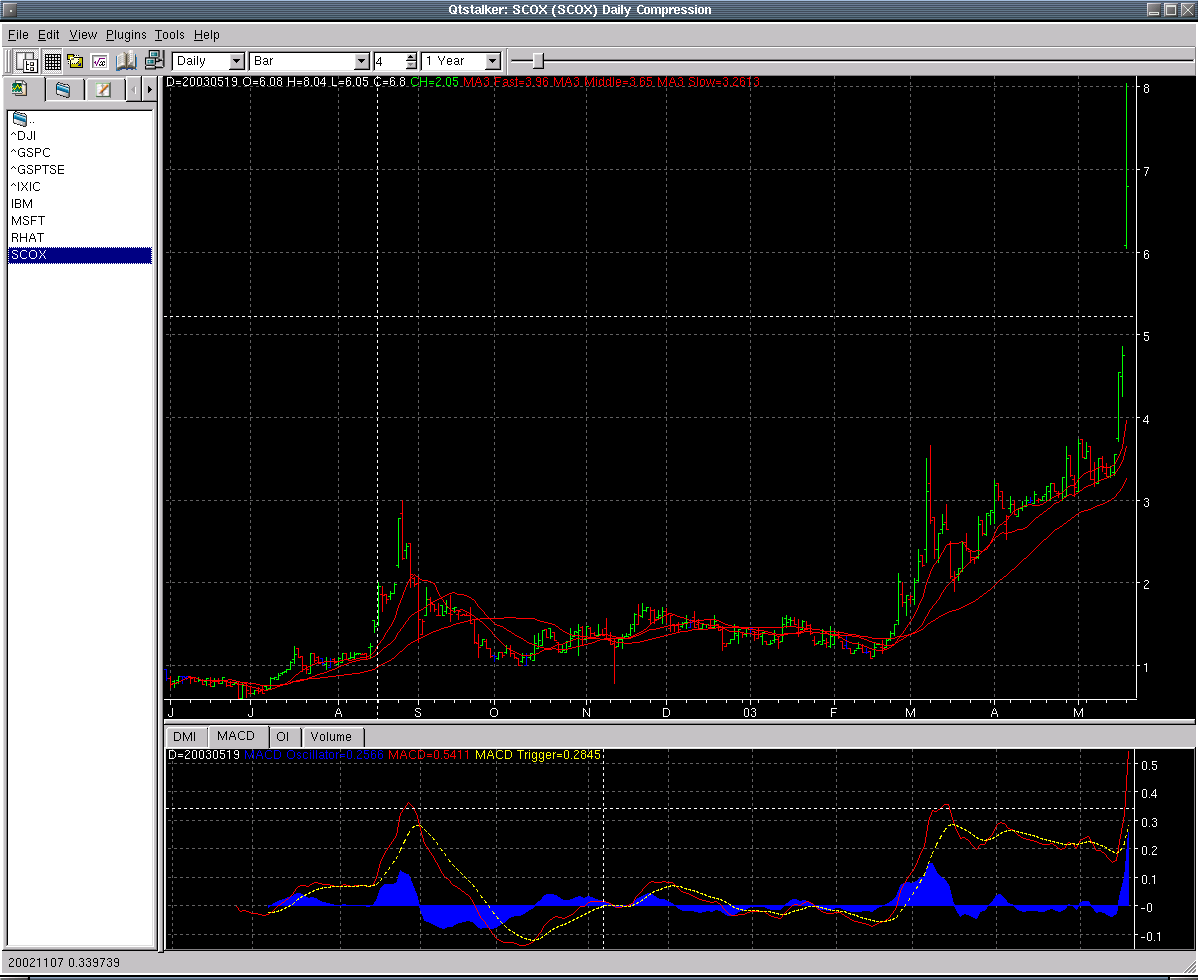 Qtstalker: SCOX (SCOX) Daily Compression
File Edit View Plugins Tools Help
Daily Bar 4 1 Year
..
^DJI
^GSPC
^GSPTSE
^IXIC
IBM
MSFT
RHAT
SCOX
D=20030519 O=6.08 H=8.04 L=6.05 C=6.8 CH=2.05 MA3 Fast=3.96 MA3 Middle=3.65 MA3 Slow=3.2613
8
7
6
5
4
3
2
1
J J A S O N D 03 F M A M
DMI MACD OI Volume
D=20030519 MACD Oscillator=0.2566 MACD=0.5411 MACD Trigger=0.2845
0.5
0.4
0.3
0.2
0.1
-0
-0.1
20021107 0.339739